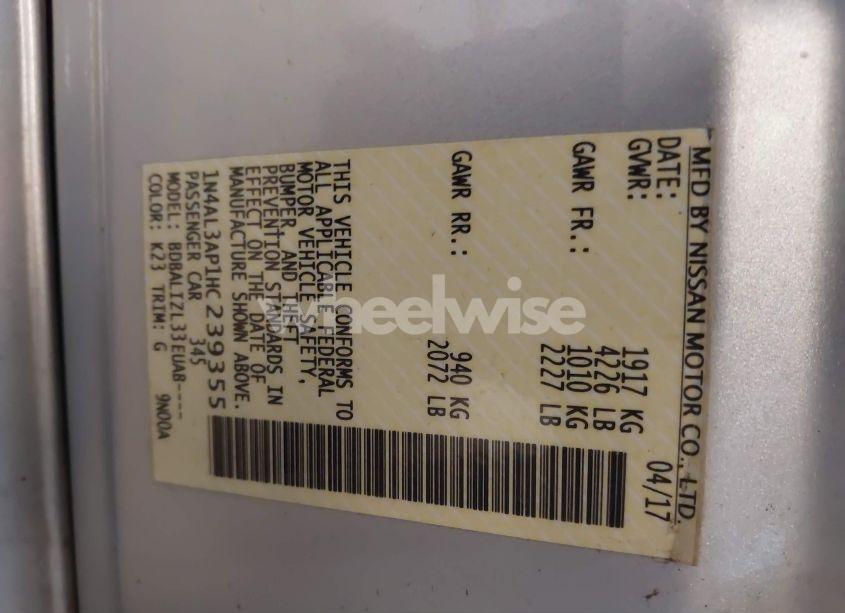 MFD BY NISSAN MOTOR CO., LTD.
DATE: 04/17
GVWR: 1917 KG
4226 LB
GAWR FR.: 1010 KG
2227 LB
GAWR RR.: 940 KG
2072 LB
THIS VEHICLE CONFORMS TO
ALL APPLICABLE FEDERAL
MOTOR VEHICLE SAFETY,
BUMPER, AND THEFT
PREVENTION STANDARDS IN
EFFECT ON THE DATE OF
MANUFACTURE SHOWN ABOVE.
1N4AL3AP1HC239355
PASSENGER CAR 345
MODEL: BDBALIZL33EUAB----
COLOR: K23 TRIM: G 9N00A
wheelwise